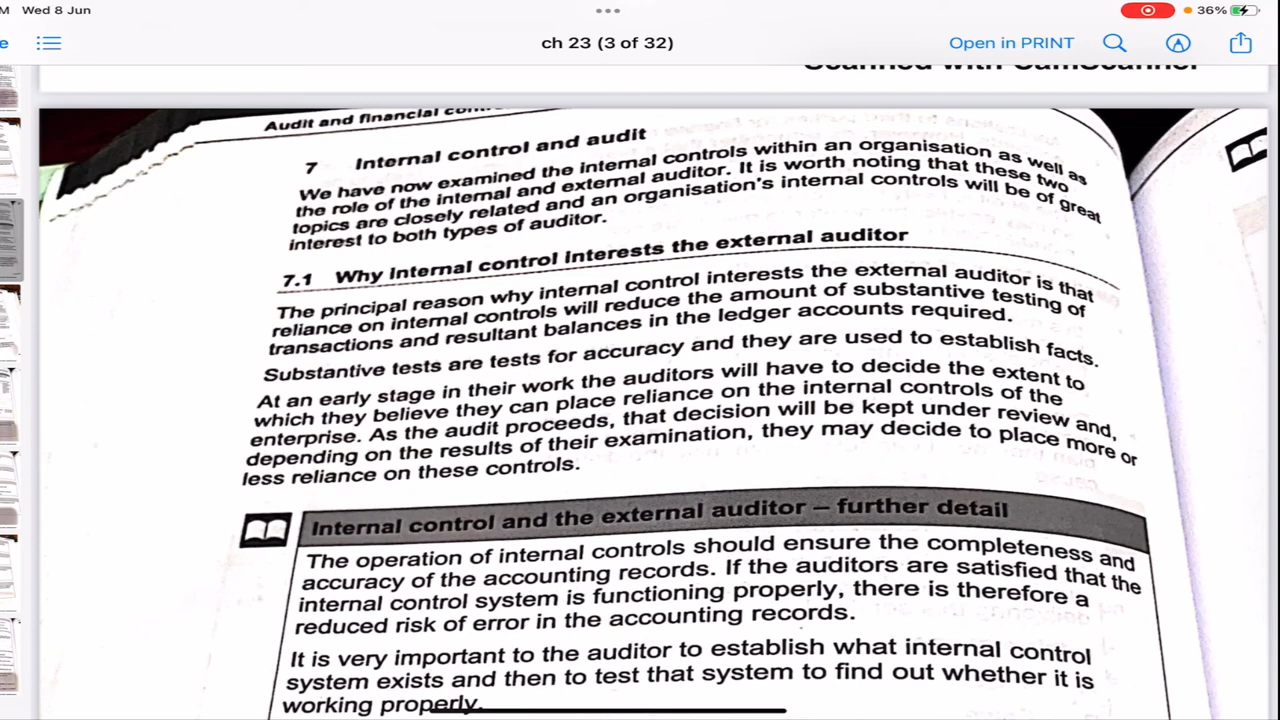 M Wed 8 Jun
36%
e
ch 23 (3 of 32)
Open in PRINT
Scanned with CamScanner
Audit and financial
7 Internal control and audit
We have now examined the internal controls within an organisation as well as
the role of the internal and external auditor. It is worth noting that these two
topics are closely related and an organisation's internal controls will be of great
interest to both types of auditor.
7.1 Why internal control interests the external auditor
The principal reason why internal control interests the external auditor is that
reliance on internal controls will reduce the amount of substantive testing of
transactions and resultant balances in the ledger accounts required.
Substantive tests are tests for accuracy and they are used to establish facts.
At an early stage in their work the auditors will have to decide the extent to
which they believe they can place reliance on the internal controls of the
enterprise. As the audit proceeds, that decision will be kept under review and,
depending on the results of their examination, they may decide to place more or
less reliance on these controls.
Internal control and the external auditor – further detail
The operation of internal controls should ensure the completeness and
accuracy of the accounting records. If the auditors are satisfied that the
internal control system is functioning properly, there is therefore a
reduced risk of error in the accounting records.
It is very important to the auditor to establish what internal control
system exists and then to test that system to find out whether it is
working properly.